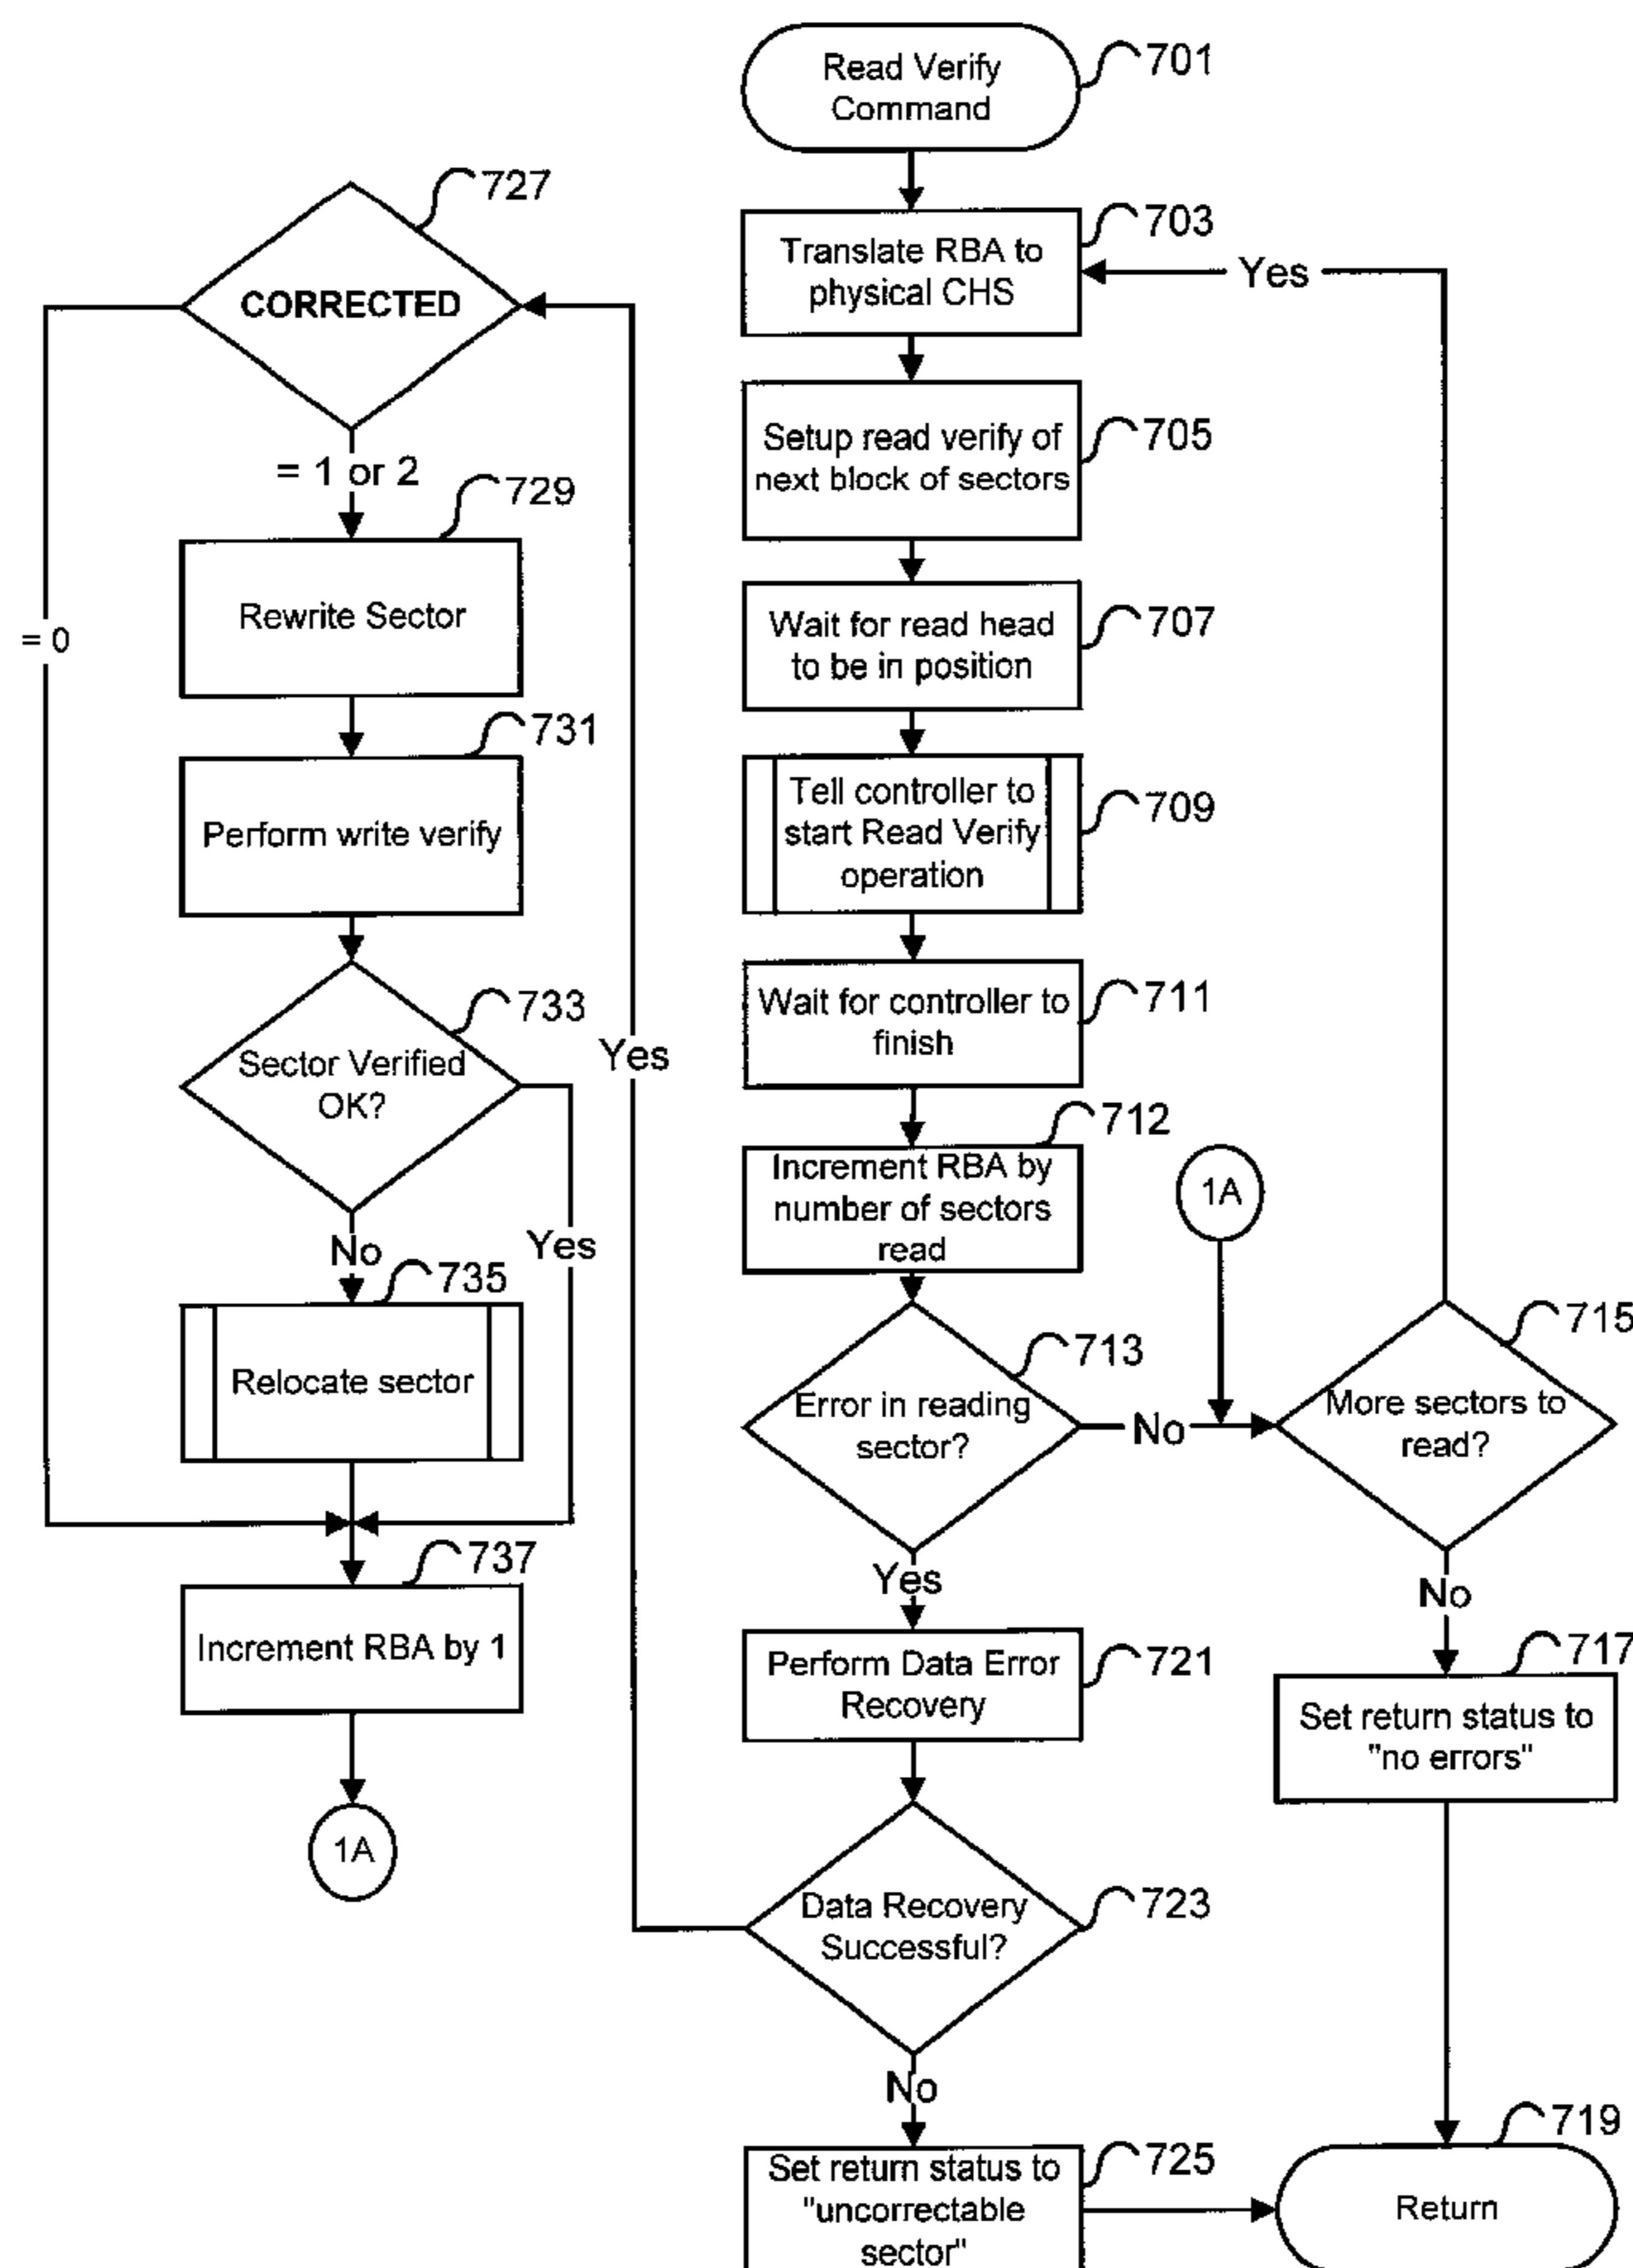 Read Verify
Command
701
Translate RBA to
physical CHS
703
Yes
Setup read verify of
next block of sectors
705
Wait for read head
to be in position
707
Tell controller to
start Read Verify
operation
709
Wait for controller to
finish
711
Increment RBA by
number of sectors
read
712
1A
Error in reading
sector?
713
No
More sectors to
read?
715
No
Set return status to
"no errors"
717
Yes
Perform Data Error
Recovery
721
Data Recovery
Successful?
723
No
Set return status to
"uncorrectable
sector"
725
Return
719
Yes
CORRECTED
727
= 0
= 1 or 2
Rewrite Sector
729
Perform write verify
731
Sector Verified
OK?
733
No
Yes
Relocate sector
735
Increment RBA by 1
737
1A